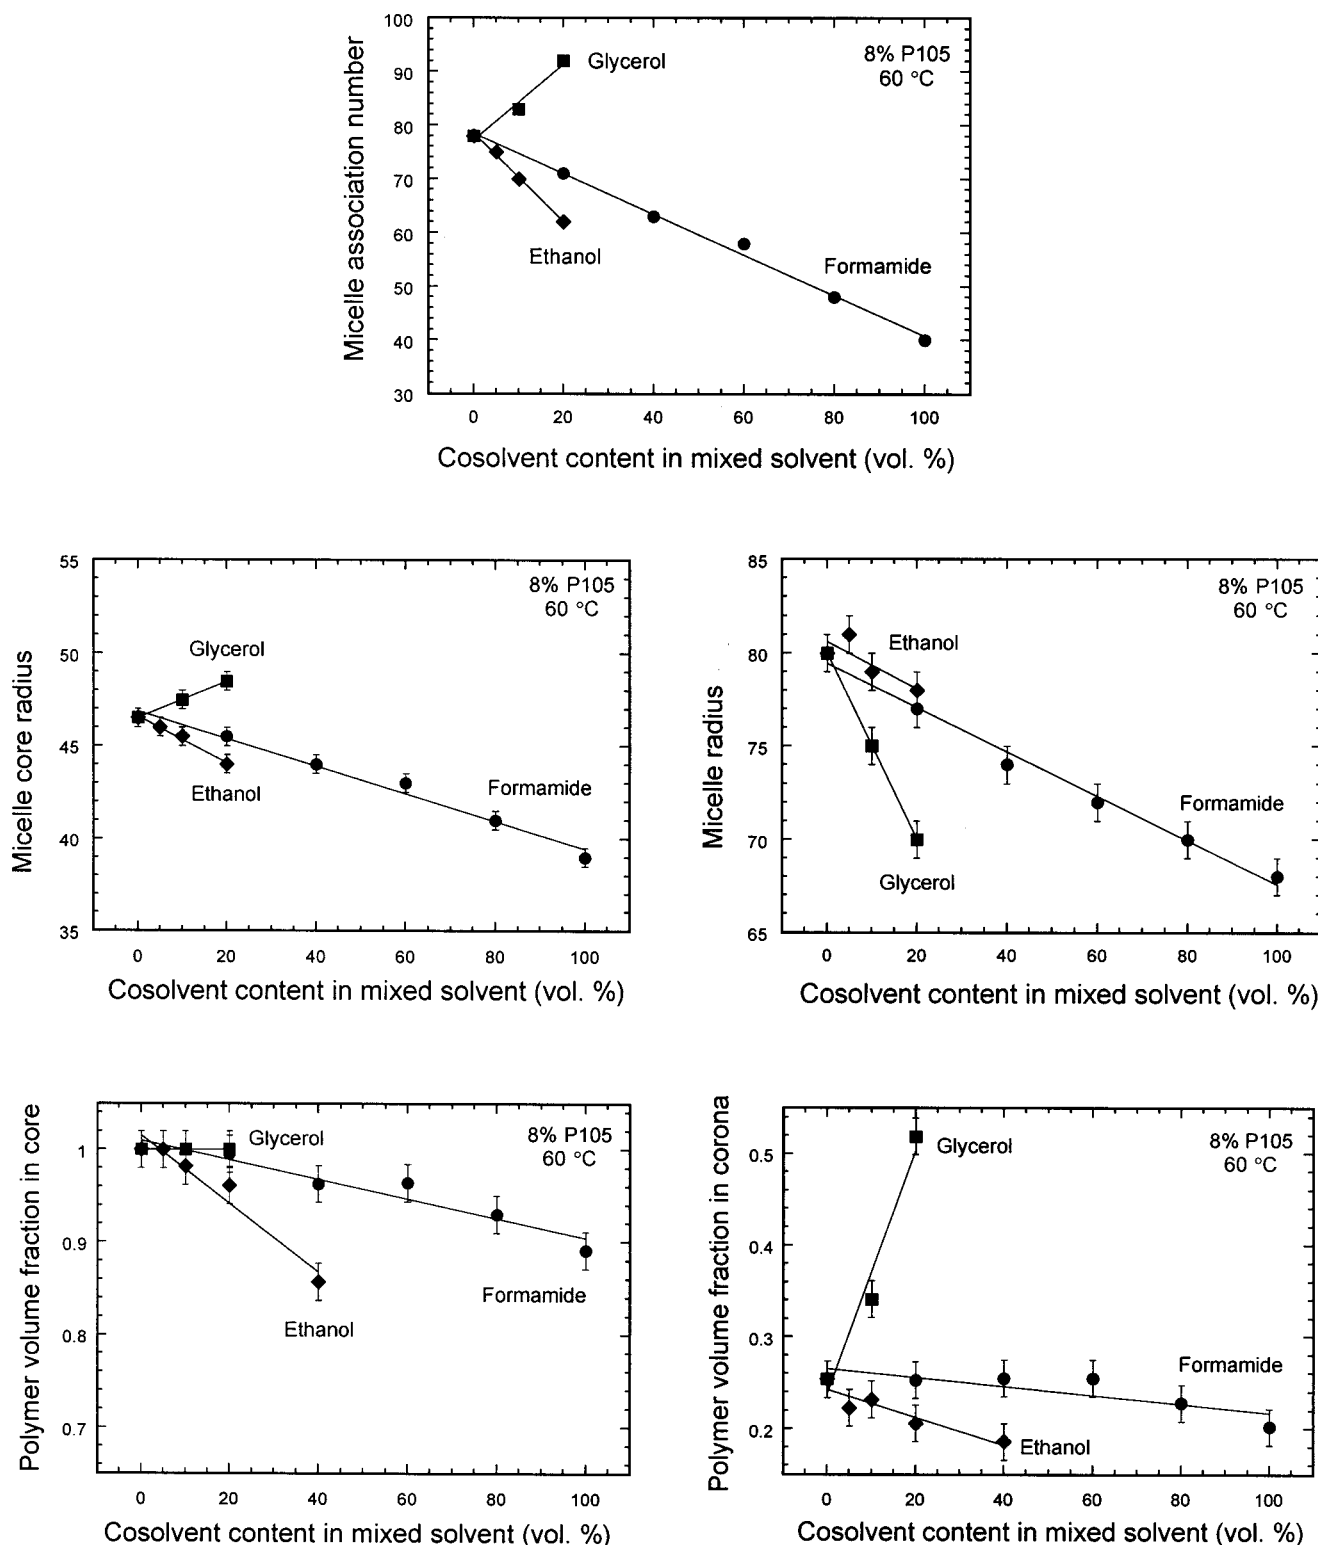 Micelle association number
100
90
80
70
60
50
40
30
8% P105
60 °C
Glycerol
Ethanol
Formamide
0 20 40 60 80 100
Cosolvent content in mixed solvent (vol. %)
Micelle core radius
55
50
45
40
35
8% P105
60 °C
Glycerol
Ethanol
Formamide
0 20 40 60 80 100
Cosolvent content in mixed solvent (vol. %)
Micelle radius
85
80
75
70
65
8% P105
60 °C
Ethanol
Formamide
Glycerol
0 20 40 60 80 100
Cosolvent content in mixed solvent (vol. %)
Polymer volume fraction in core
1
0.9
0.8
0.7
8% P105
60 °C
Glycerol
Formamide
Ethanol
0 20 40 60 80 100
Cosolvent content in mixed solvent (vol. %)
Polymer volume fraction in corona
0.5
0.4
0.3
0.2
8% P105
60 °C
Glycerol
Formamide
Ethanol
0 20 40 60 80 100
Cosolvent content in mixed solvent (vol. %)